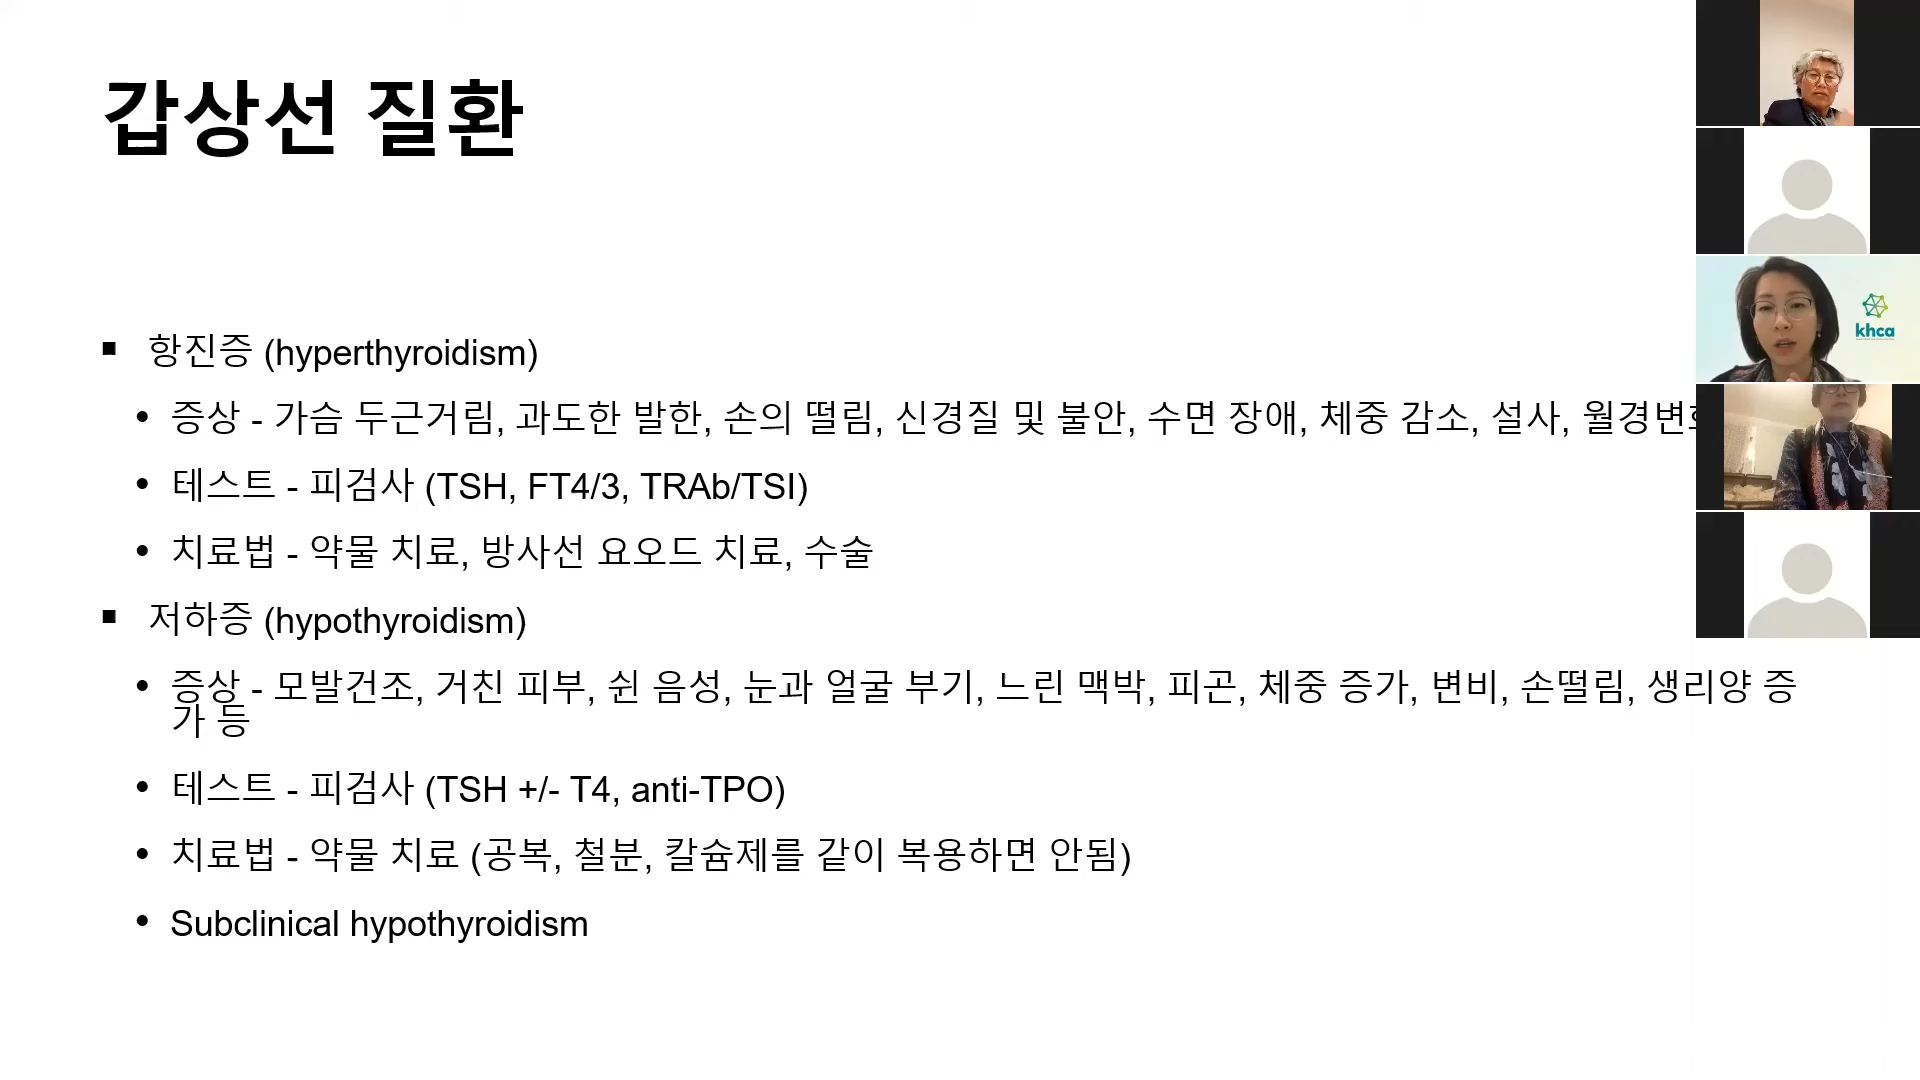 갑상선 질환
항진증 (hyperthyroidism)
증상 - 가슴 두근거림, 과도한 발한, 손의 떨림, 신경질 및 불안, 수면 장애, 체중 감소, 설사,
테스트 - 피검사 (TSH, FT4/3, TRAb/TSI)
치료법 - 약물 치료, 방사선 요오드 치료, 수술
저하증 (hypothyroidism)
증상 - 모발건조, 거친 피부, 쉰 음성, 눈과 얼굴 부기, 느린 맥박, 피곤, 체중 증가, 변비, 손떨림, 생리양 증
가 등
테스트 - 피검사 (TSH +/- T4, anti-TPO)
치료법 - 약물 치료 (공복, 철분, 칼슘제를 같이 복용하면 안됨)
Subclinical hypothyroidism
khca